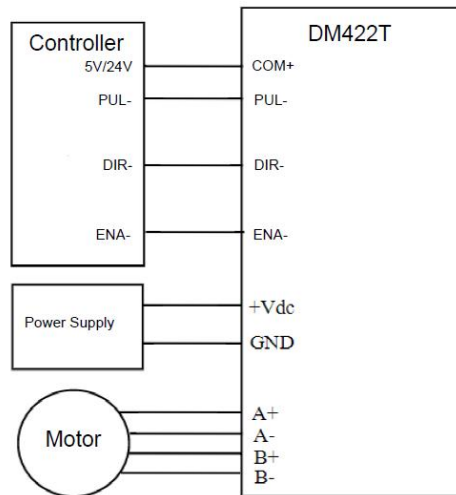 Controller
5V/24V
PUL-
DIR-
ENA-
Power Supply
Motor
DM422T
COM+
PUL-
DIR-
ENA-
+Vdc
GND
A+
A-
B+
B-